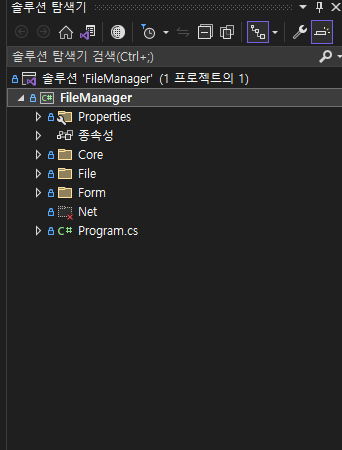 솔루션 탐색기
솔루션 탐색기 검색(Ctrl+;)
솔루션 'FileManager' (1 프로젝트의 1)
C# FileManager
Properties
종속성
Core
File
Form
Net
C# Program.cs